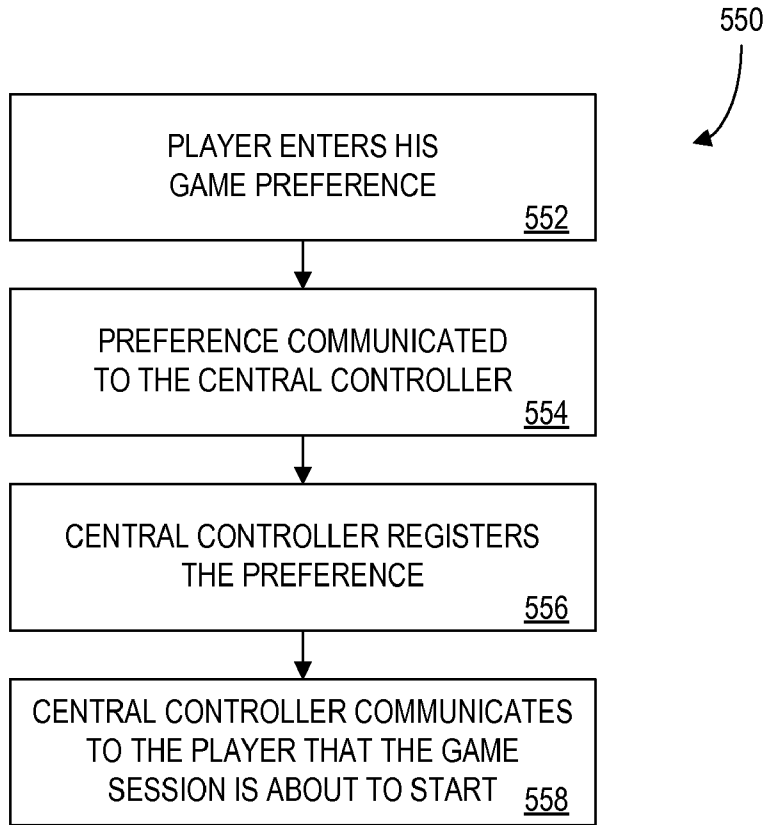 550
PLAYER ENTERS HIS
GAME PREFERENCE
552
PREFERENCE COMMUNICATED
TO THE CENTRAL CONTROLLER
554
CENTRAL CONTROLLER REGISTERS
THE PREFERENCE
556
CENTRAL CONTROLLER COMMUNICATES
TO THE PLAYER THAT THE GAME
SESSION IS ABOUT TO START
558